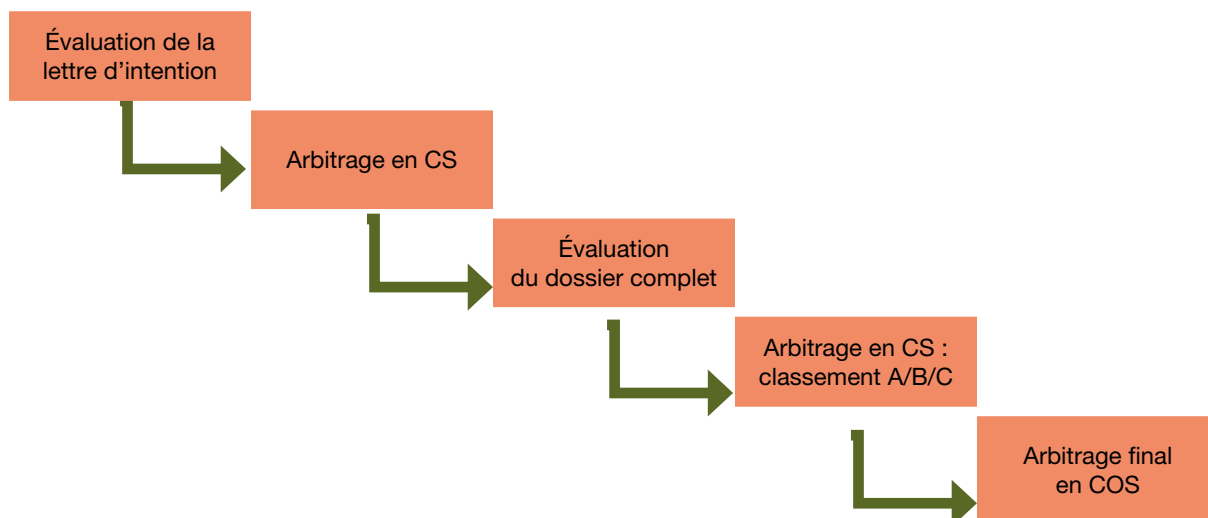 Évaluation de la
lettre d’intention
Arbitrage en CS
Évaluation
du dossier complet
Arbitrage en CS :
classement A/B/C
Arbitrage final
en COS